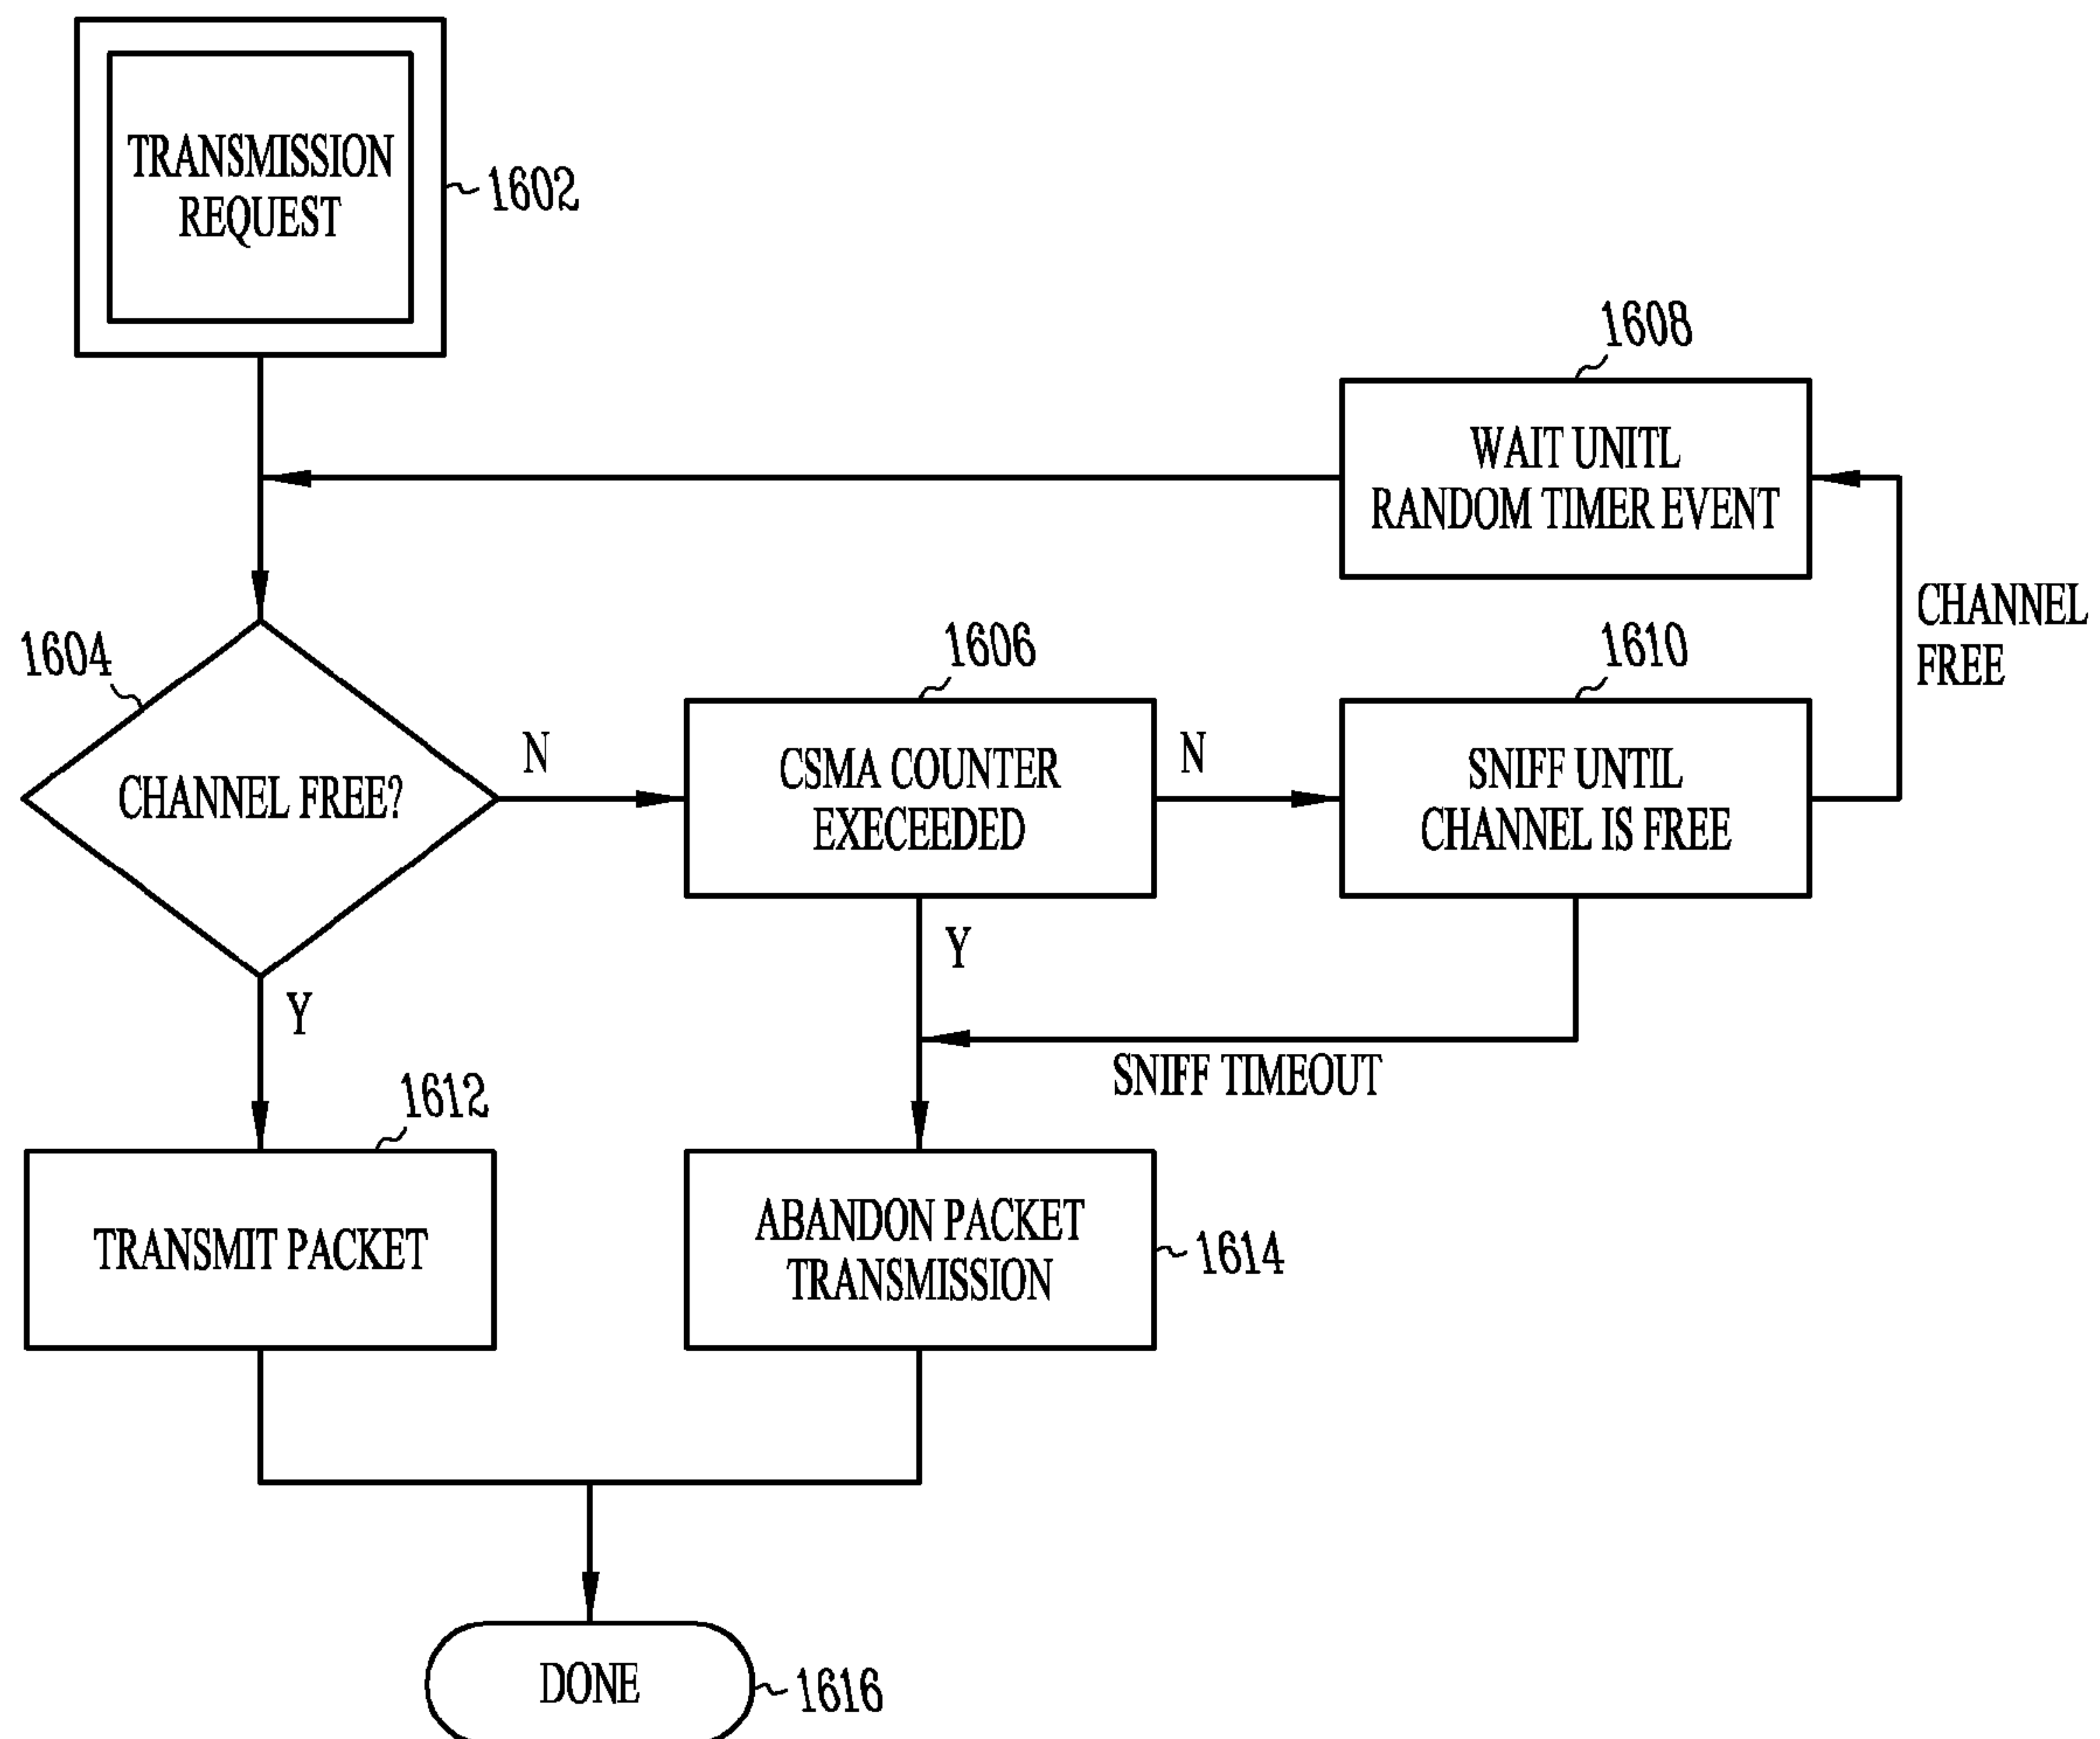 TRANSMISSION
REQUEST
1602
1608
WAIT UNITL
RANDOM TIMER EVENT
CHANNEL
FREE
1604
CHANNEL FREE?
N
1606
CSMA COUNTER
EXECEEDED
N
1610
SNIFF UNTIL
CHANNEL IS FREE
Y
Y
SNIFF TIMEOUT
1612
TRANSMIT PACKET
ABANDON PACKET
TRANSMISSION
1614
DONE
1616